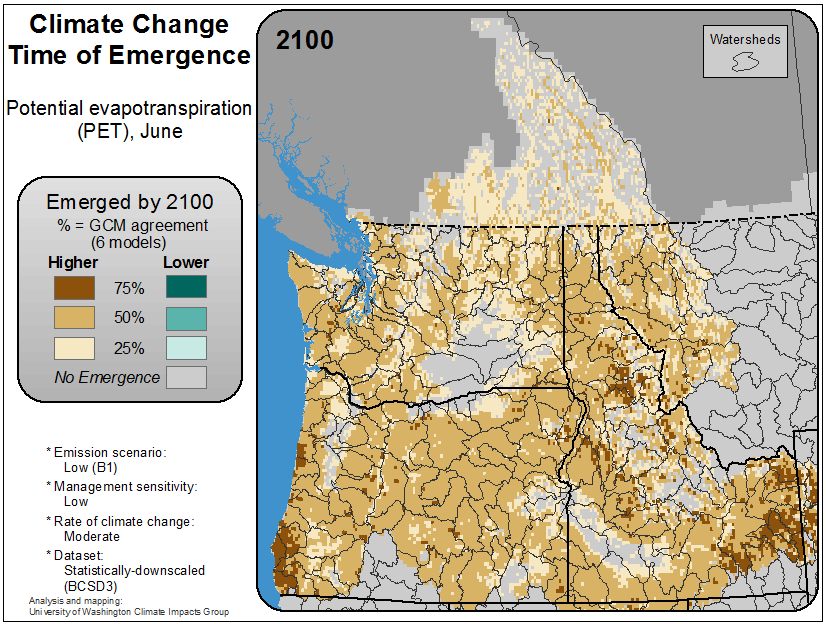 Climate Change
Time of Emergence
Potential evapotranspiration
(PET), June
Emerged by 2100
% = GCM agreement
(6 models)
Higher Lower
75%
50%
25%
No Emergence
* Emission scenario:
Low (B1)
* Management sensitivity:
Low
* Rate of climate change:
Moderate
* Dataset:
Statistically-downscaled
(BCSD3)
Analysis and mapping:
University of Washington Climate Impacts Group
2100
Watersheds